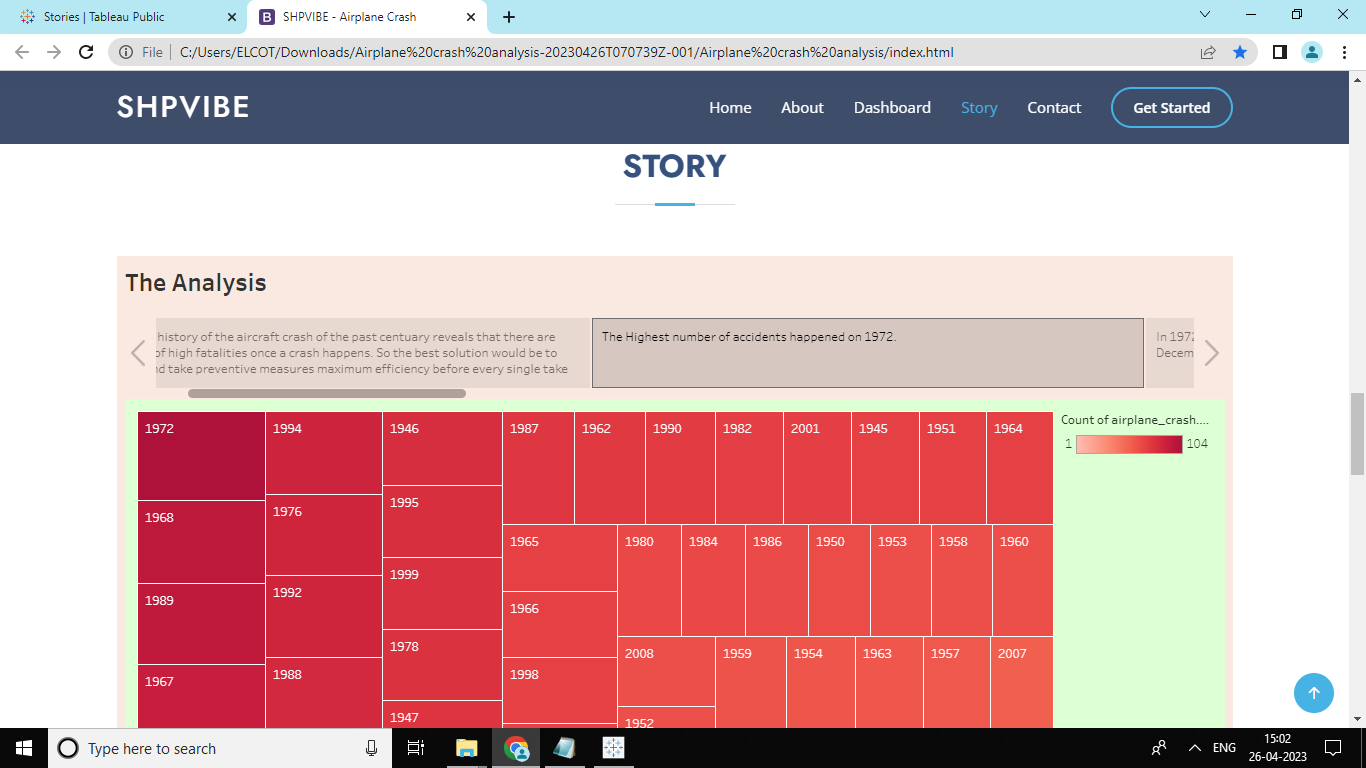 Stories | Tableau Public
SHPVIBE - Airplane Crash
File
C:/Users/ELCOT/Downloads/Airplane%20crash%20analysis-20230426T070739Z-001/Airplane%20crash%20analysis/index.html
SHPVIBE
Home
About
Dashboard
Story
Contact
Get Started
STORY
The Analysis
history of the aircraft crash of the past centuary reveals that there are
of high fatalities once a crash happens. So the best solution would be to
nd take preventive measures maximum efficiency before every single take
The Highest number of accidents happened on 1972.
In 1972
Decem
1972
1968
1989
1967
1994
1976
1992
1988
1946
1995
1999
1978
1947
1987
1962
1990
1982
2001
1945
1951
1964
1965
1966
1998
1980
1984
1986
1950
1953
1958
1960
2008
1952
1959
1954
1963
1957
2007
Count of airplane_crash....
1
104
Type here to search
ENG
15:02
26-04-2023